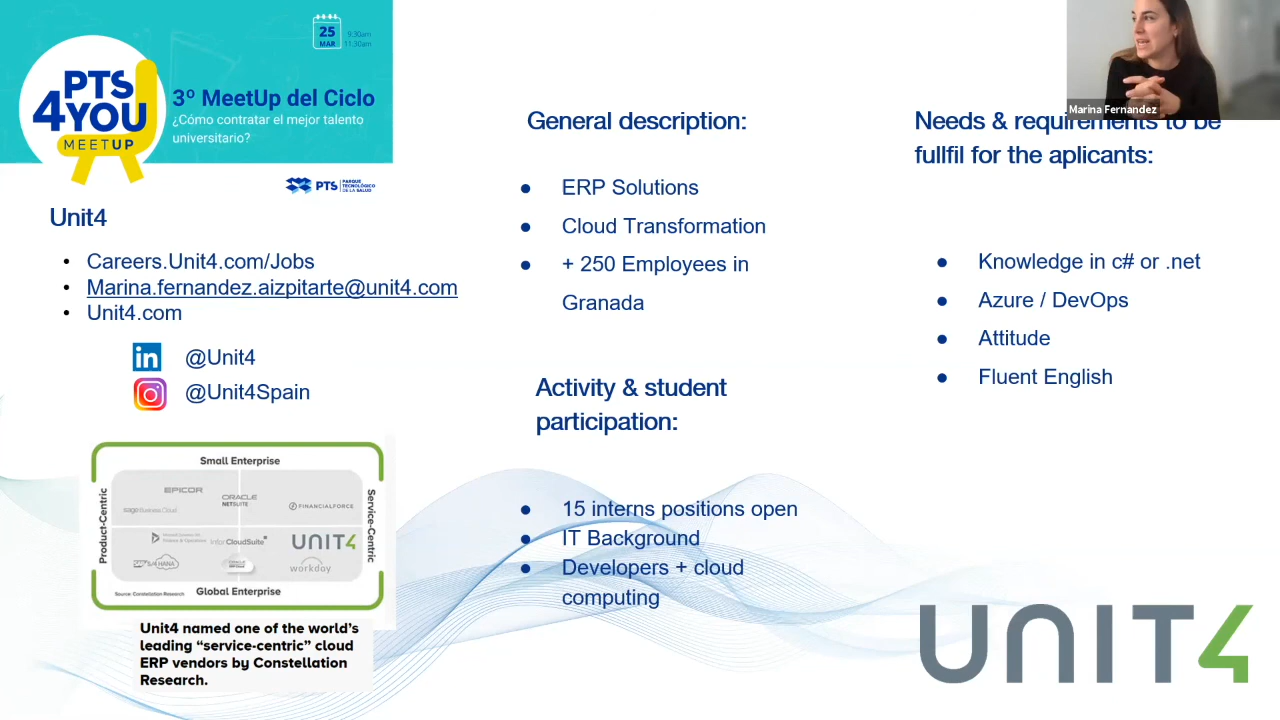 25
MAR
9:30am
11:30am
PTS
4YOU
MEETUP
3º MeetUp del Ciclo
¿Cómo contratar el mejor talento
universitario?
PTS
PARQUE
TECNOLÓGICO
DE LA SALUD
Unit4
• Careers.Unit4.com/Jobs
• Marina.fernandez.aizpitarte@unit4.com
• Unit4.com
in @Unit4
@Unit4Spain
Small Enterprise
Product-Centric
Service-Centric
EPICOR
ORACLE
NETSUITE
sage Business Cloud
FINANCIALFORCE
infor CloudSuite
UNIT4
SAP S/4HANA
workday
Source: Constellation Research
Global Enterprise
Unit4 named one of the world's
leading “service-centric” cloud
ERP vendors by Constellation
Research.
General description:
● ERP Solutions
● Cloud Transformation
● + 250 Employees in
Granada
Activity & student
participation:
● 15 interns positions open
● IT Background
● Developers + cloud
computing
Marina Fernandez
Needs & requirements to be
fullfil for the aplicants:
● Knowledge in c# or .net
● Azure / DevOps
● Attitude
● Fluent English
UNIT4